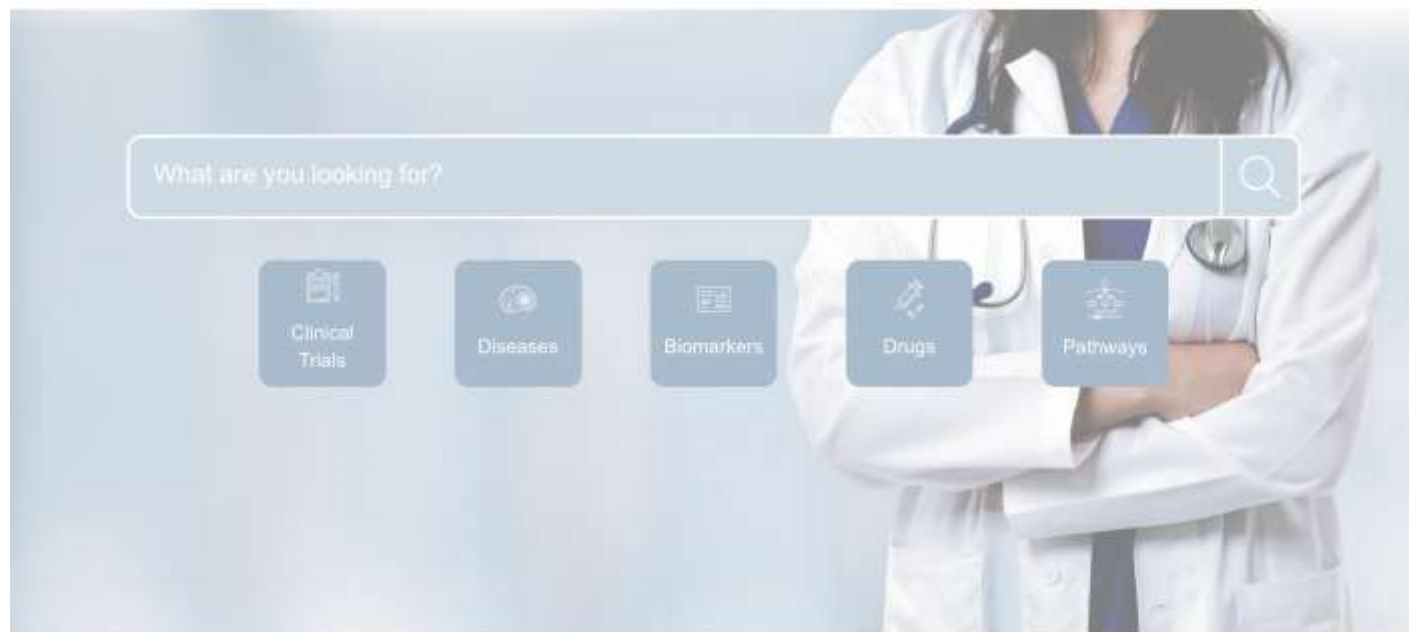 What are you looking for?
Clinical
Trials
Diseases
Biomarkers
Drugs
Pathways